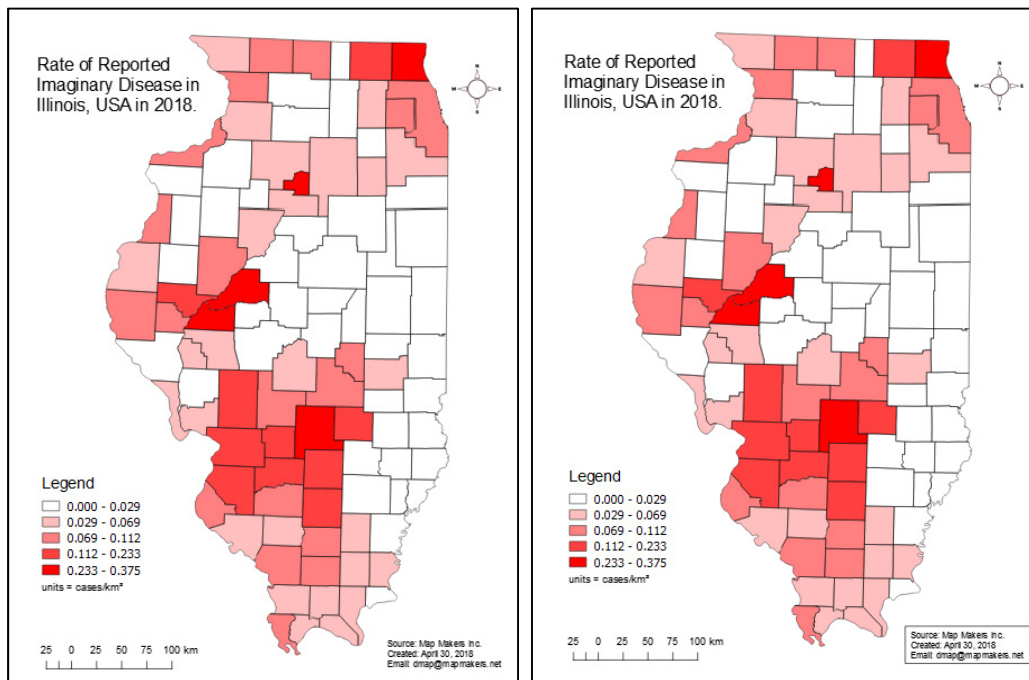 Rate of Reported
Imaginary Disease in
Illinois, USA in 2018.
N
W
E
S
Legend
0.000 - 0.029
0.029 - 0.069
0.069 - 0.112
0.112 - 0.233
0.233 - 0.375
units = cases/km²
25 0 25 50 75 100 km
Source: Map Makers Inc.
Created: April 30, 2018
Email: dmap@mapmakers.net
Rate of Reported
Imaginary Disease in
Illinois, USA in 2018.
N
W
E
S
Legend
0.000 - 0.029
0.029 - 0.069
0.069 - 0.112
0.112 - 0.233
0.233 - 0.375
units = cases/km²
25 0 25 50 75 100 km
Source: Map Makers Inc.
Created: April 30, 2018
Email: dmap@mapmakers.net